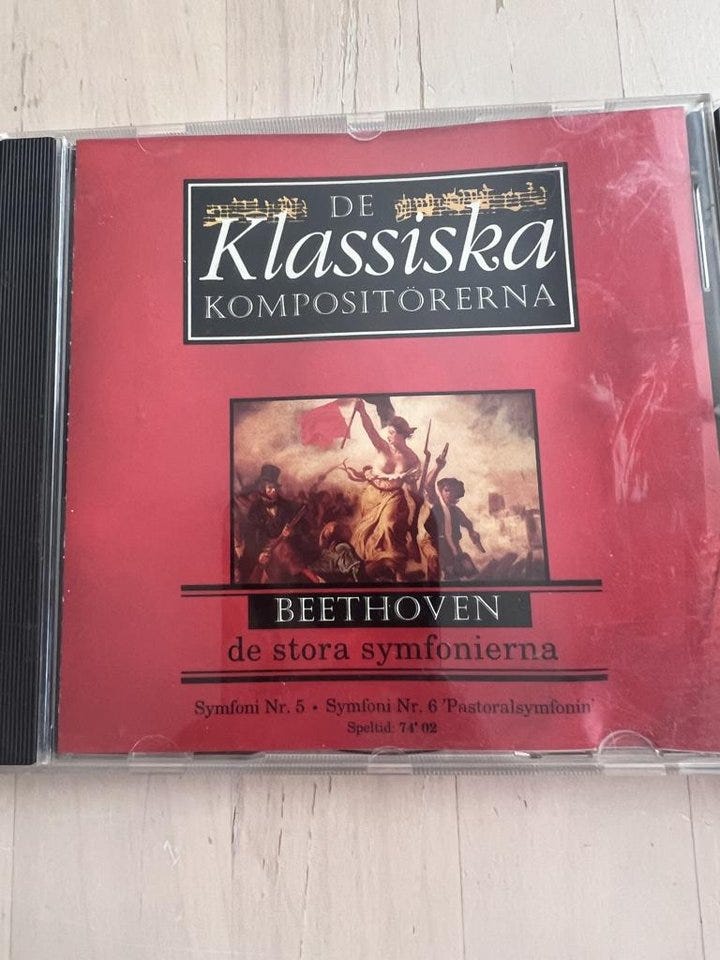 DE
Klassiska
KOMPOSITÖRERNA
BEETHOVEN
de stora symfonierna
Symfoni Nr. 5 • Symfoni Nr. 6 'Pastoralsymfonin'
Speltid: 74' 02